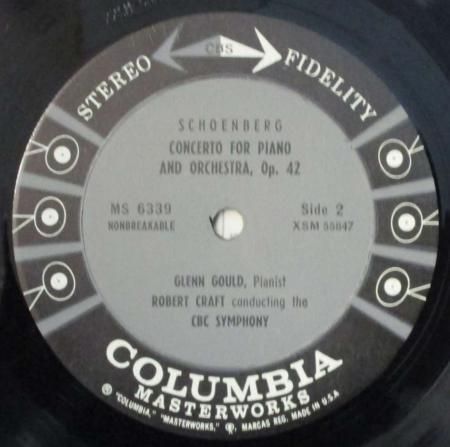 STEREO CBS FIDELITY
SCHOENBERG
CONCERTO FOR PIANO
AND ORCHESTRA, Op. 42
MS 6339
NONBREAKABLE
Side 2
XSM 55847
GLENN GOULD, Pianist
ROBERT CRAFT conducting the
CBC SYMPHONY
COLUMBIA
MASTERWORKS
® "COLUMBIA," "MASTERWORKS," MARCAS REG. MADE IN U.S.A